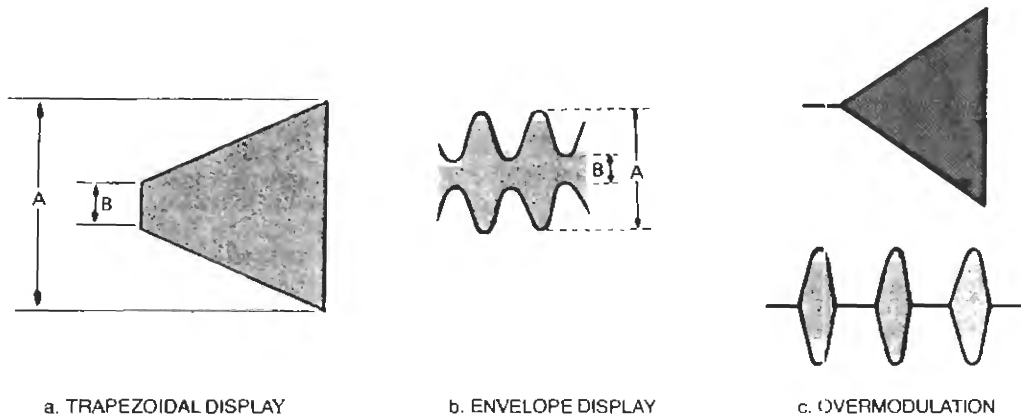 A
B
B
A
a. TRAPEZOIDAL DISPLAY
b. ENVELOPE DISPLAY
c. OVERMODULATION